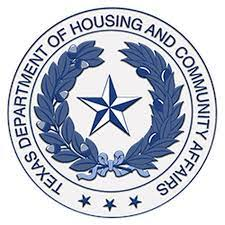 TEXAS DEPARTMENT OF HOUSING AND COMMUNITY AFFAIRS